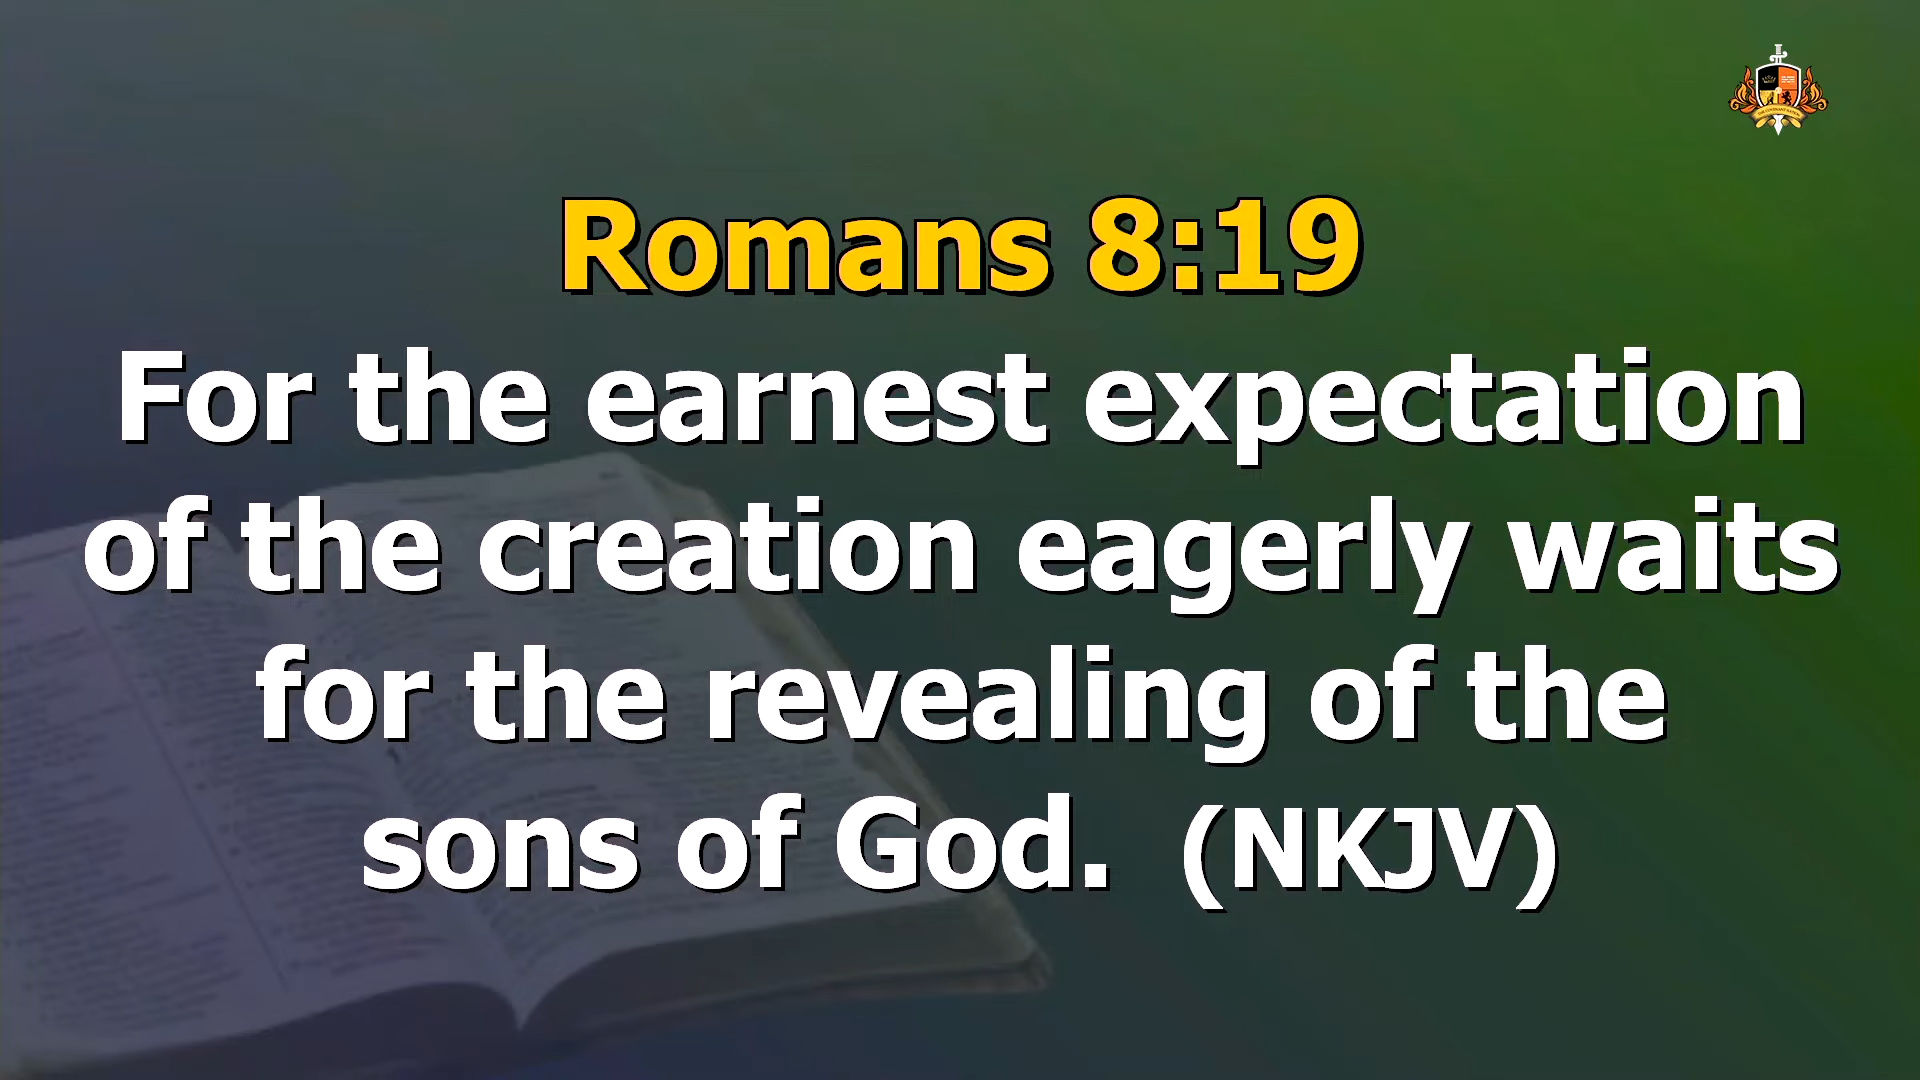 Romans 8:19
For the earnest expectation
of the creation eagerly waits
for the revealing of the
sons of God.  (NKJV)